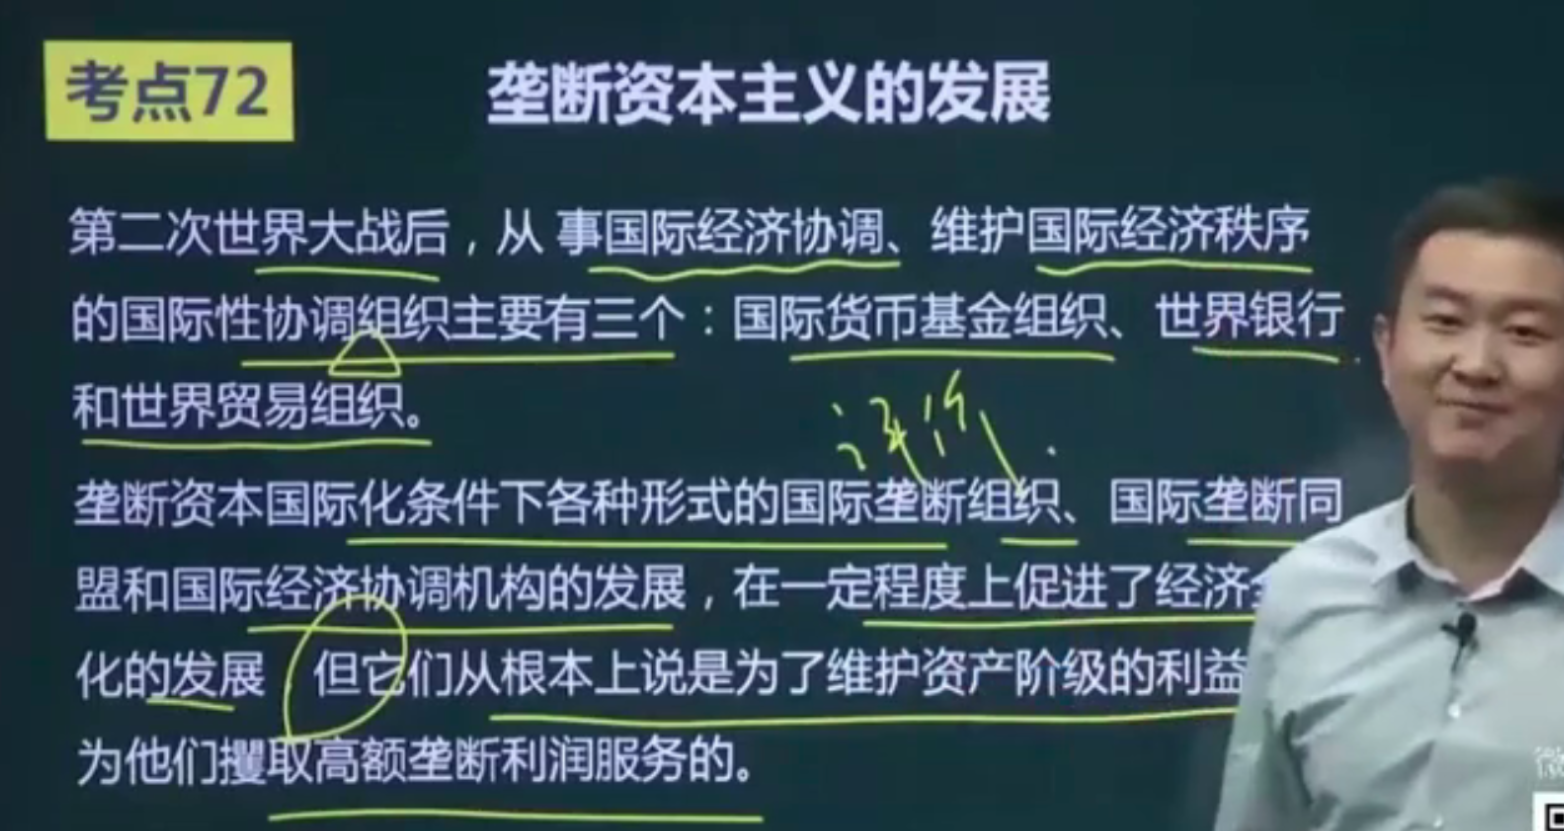 考点72
垄断资本主义的发展
第二次世界大战后，从 事国际经济协调、维护国际经济秩序
的国际性协调组织主要有三个：国际货币基金组织、世界银行
和世界贸易组织。
垄断资本国际化条件下各种形式的国际垄断组织、国际垄断同
盟和国际经济协调机构的发展，在一定程度上促进了经济
化的发展 但它们从根本上说是为了维护资产阶级的利益
为他们攫取高额垄断利润服务的。
微